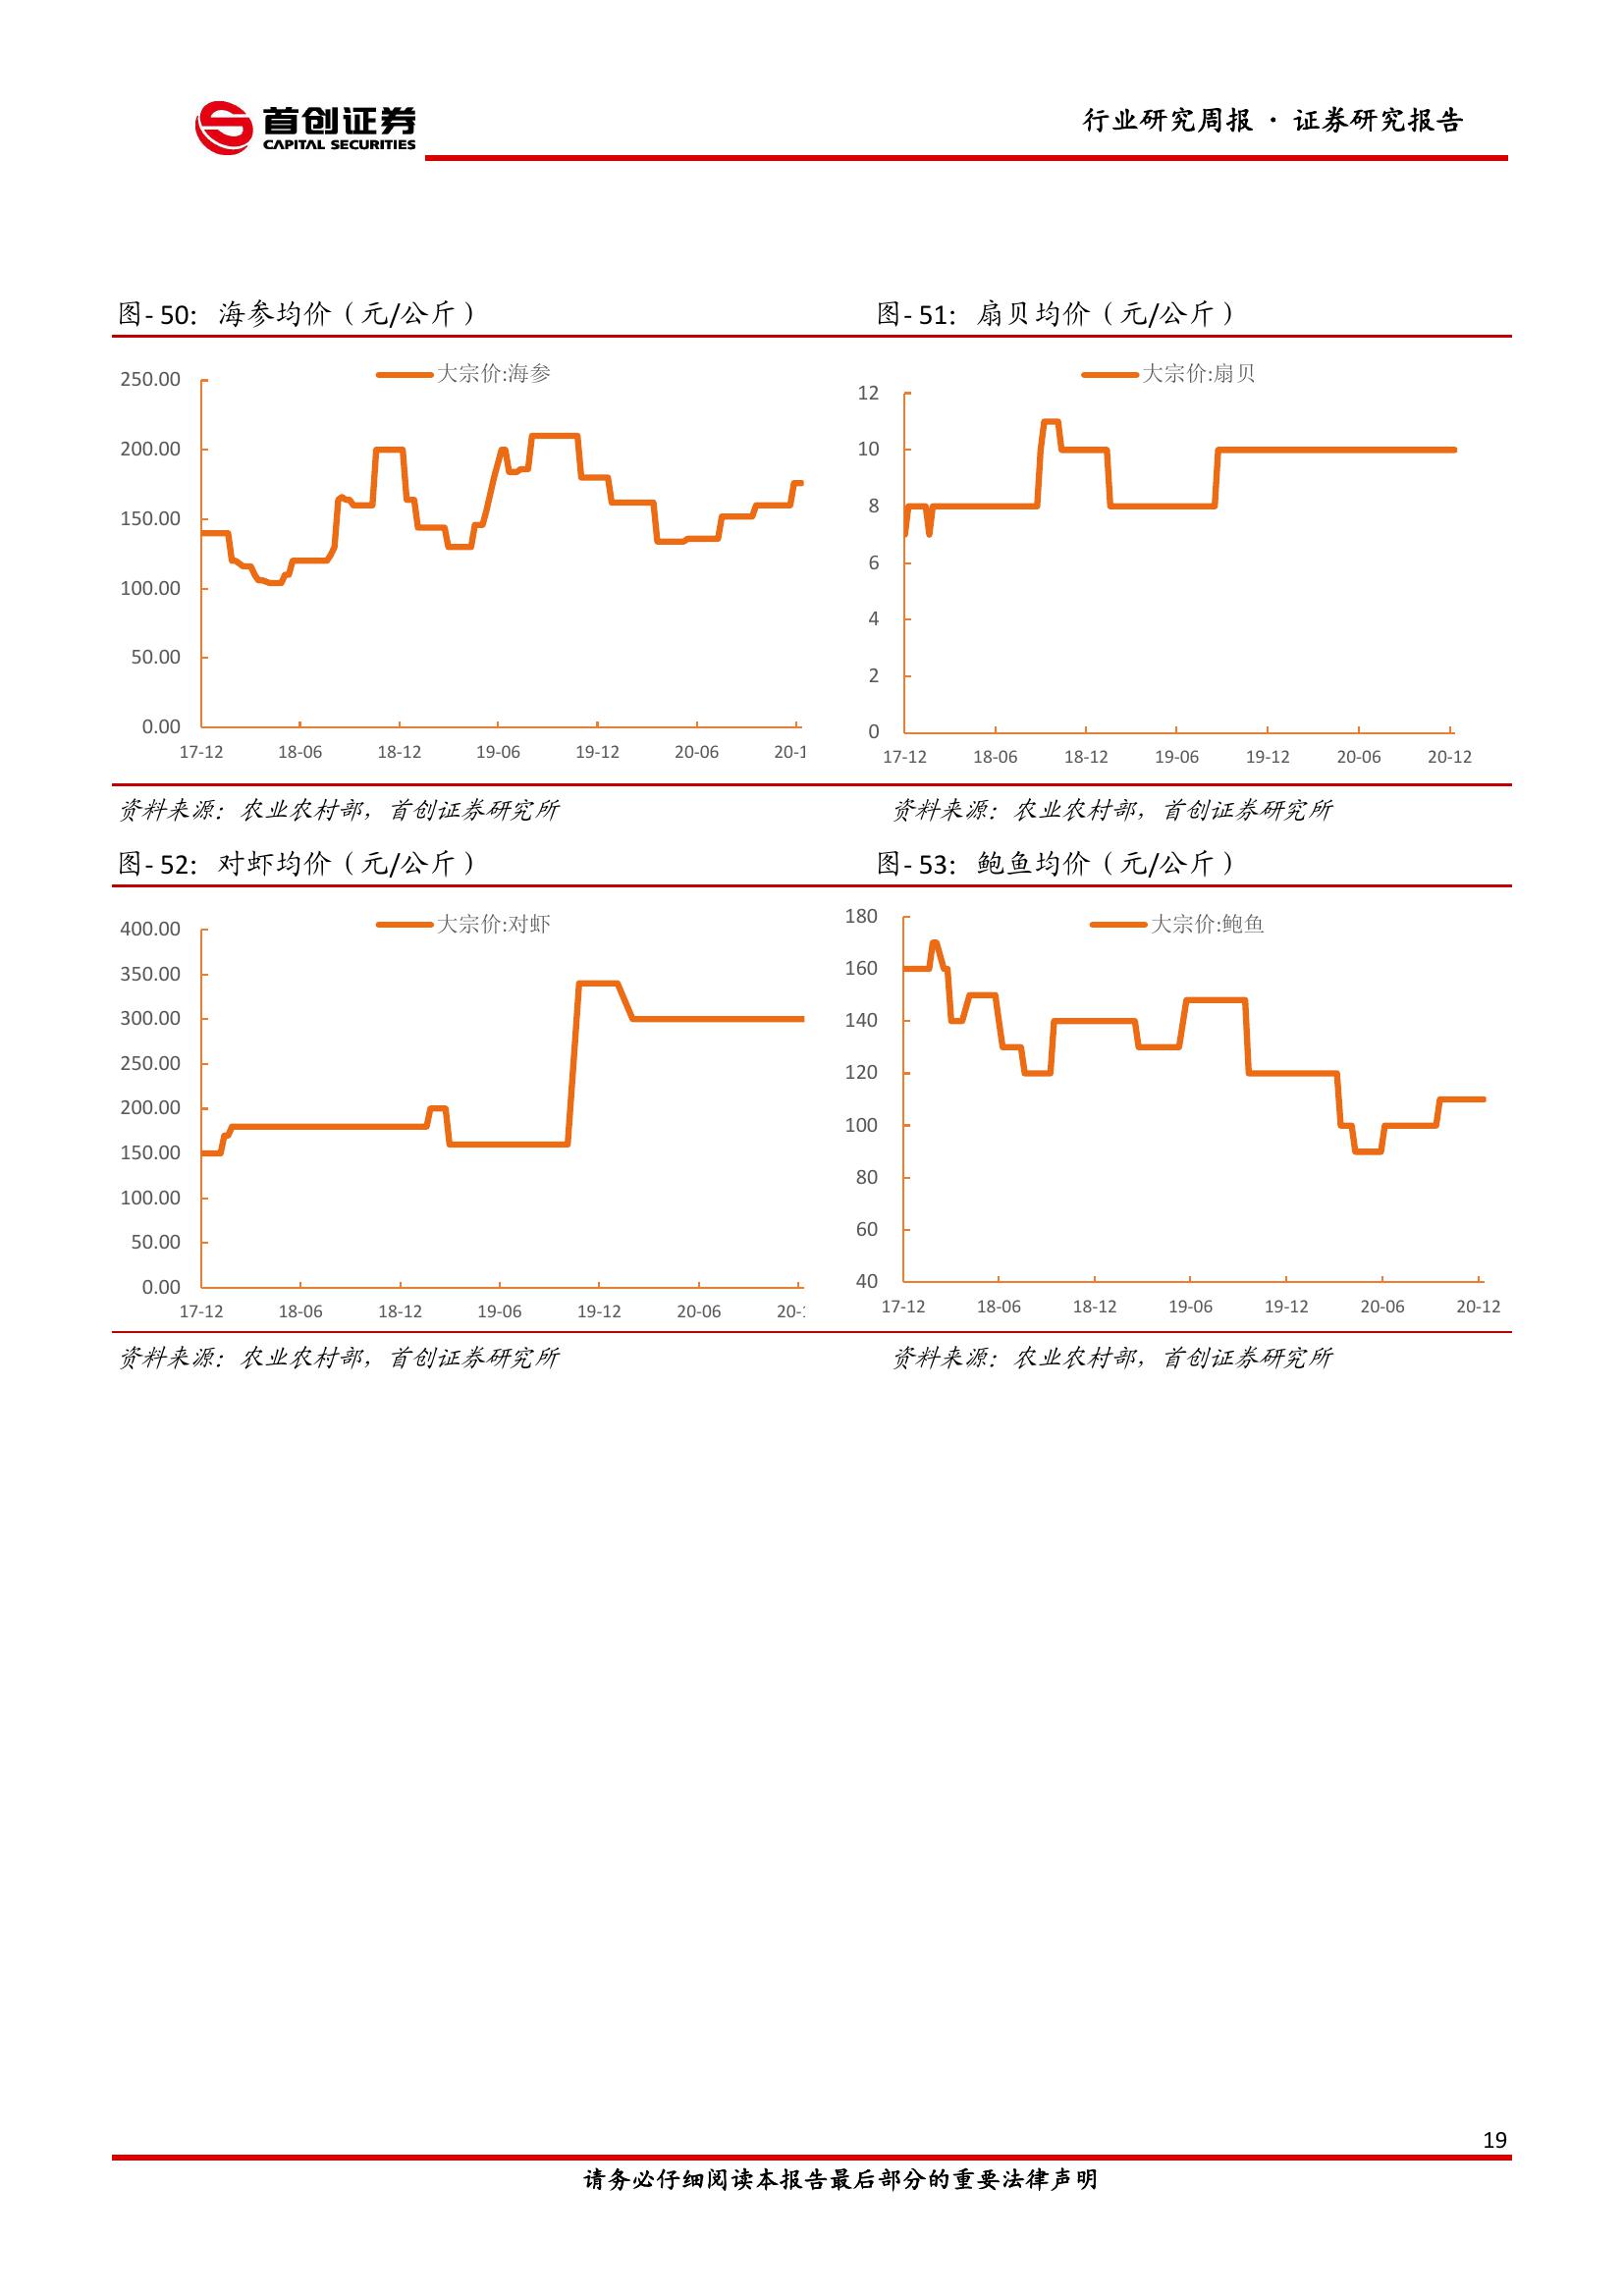 首创证券
CAPITAL SECURITIES
行业研究周报 · 证券研究报告
图- 50: 海参均价（元/公斤）
大宗价:海参
250.00
200.00
150.00
100.00
50.00
0.00
17-12 18-06 18-12 19-06 19-12 20-06 20-1
图- 51: 扇贝均价（元/公斤）
大宗价:扇贝
12
10
8
6
4
2
0
17-12 18-06 18-12 19-06 19-12 20-06 20-12
资料来源：农业农村部，首创证券研究所
资料来源：农业农村部，首创证券研究所
图- 52: 对虾均价（元/公斤）
大宗价:对虾
400.00
350.00
300.00
250.00
200.00
150.00
100.00
50.00
0.00
17-12 18-06 18-12 19-06 19-12 20-06 20-
图- 53: 鲍鱼均价（元/公斤）
大宗价:鲍鱼
180
160
140
120
100
80
60
40
17-12 18-06 18-12 19-06 19-12 20-06 20-12
资料来源：农业农村部，首创证券研究所
资料来源：农业农村部，首创证券研究所
19
请务必仔细阅读本报告最后部分的重要法律声明